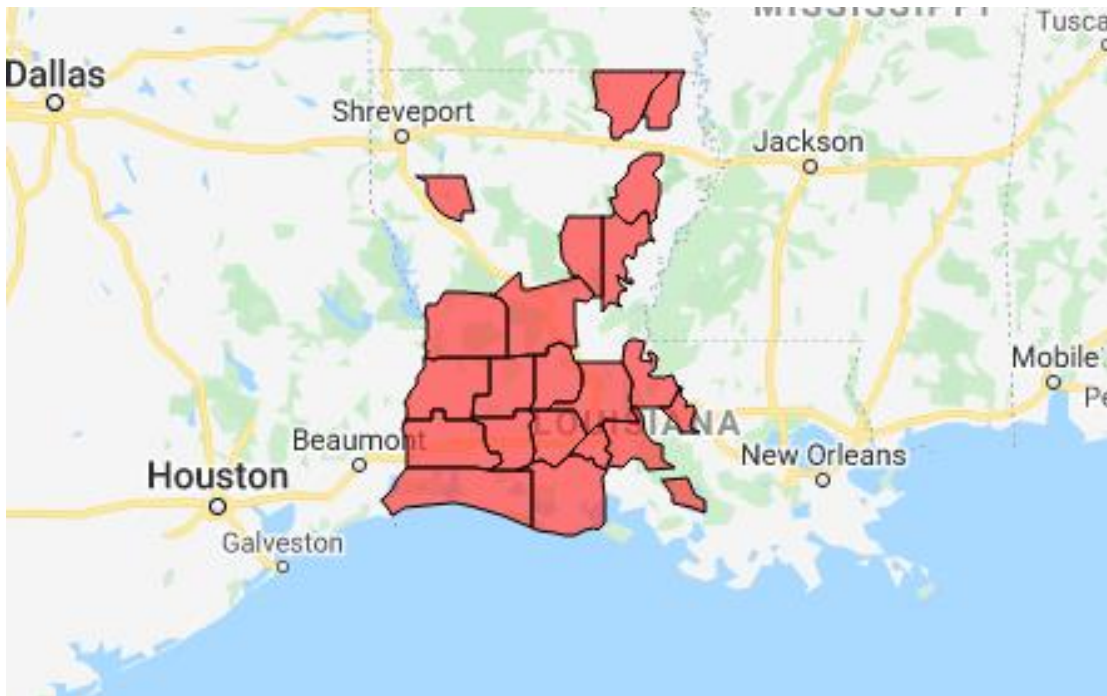 MISSISSIPPI
Tusca
Dallas
Shreveport
Jackson
Mobile
Pe
LOUISIANA
Beaumont
New Orleans
Houston
Galveston